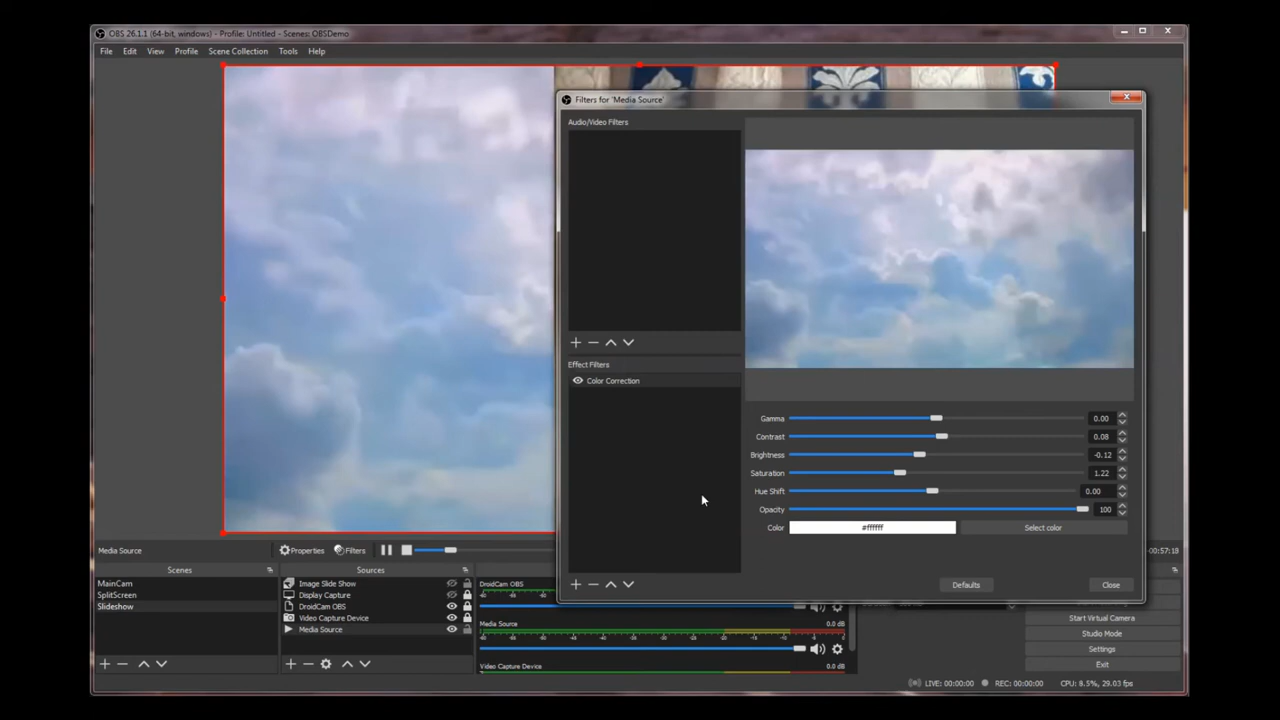 OBS 26.1.1 (64-bit, windows) - Profile: Untitled - Scenes: OBSDemo
File Edit View Profile Scene Collection Tools Help
Filters for 'Media Source'
Audio/Video Filters
Effect Filters
Color Correction
Gamma 0.00
Contrast 0.08
Brightness -0.12
Saturation 1.22
Hue Shift 0.00
Opacity 100
Color #ffffff Select color
Defaults Close
Media Source Properties Filters
00:57:18
Scenes
MainCam
SplitScreen
Slideshow
Sources
Image Slide Show
Display Capture
DroidCam OBS
Video Capture Device
Media Source
DroidCam OBS
Media Source 0.0 dB
Video Capture Device 0.0 dB
Start Virtual Camera
Studio Mode
Settings
Exit
LIVE: 00:00:00 REC: 00:00:00 CPU: 8.5%, 29.03 fps